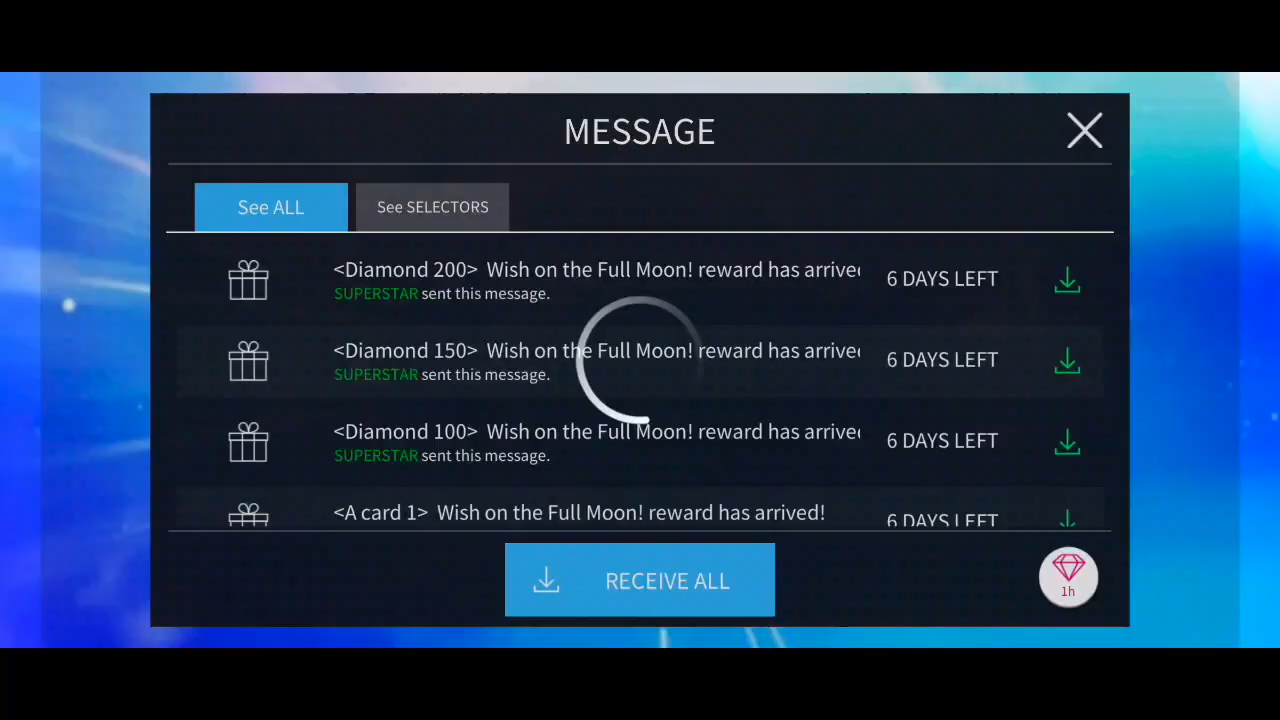 MESSAGE
See ALL
See SELECTORS
<Diamond 200> Wish on the Full Moon! reward has arrive
6 DAYS LEFT
SUPERSTAR sent this message.
<Diamond 150> Wish on the Full Moon! reward has arrive
6 DAYS LEFT
SUPERSTAR sent this message.
<Diamond 100> Wish on the Full Moon! reward has arrive
6 DAYS LEFT
SUPERSTAR sent this message.
<A card 1> Wish on the Full Moon! reward has arrived!
6 DAYS LEFT
RECEIVE ALL
1h